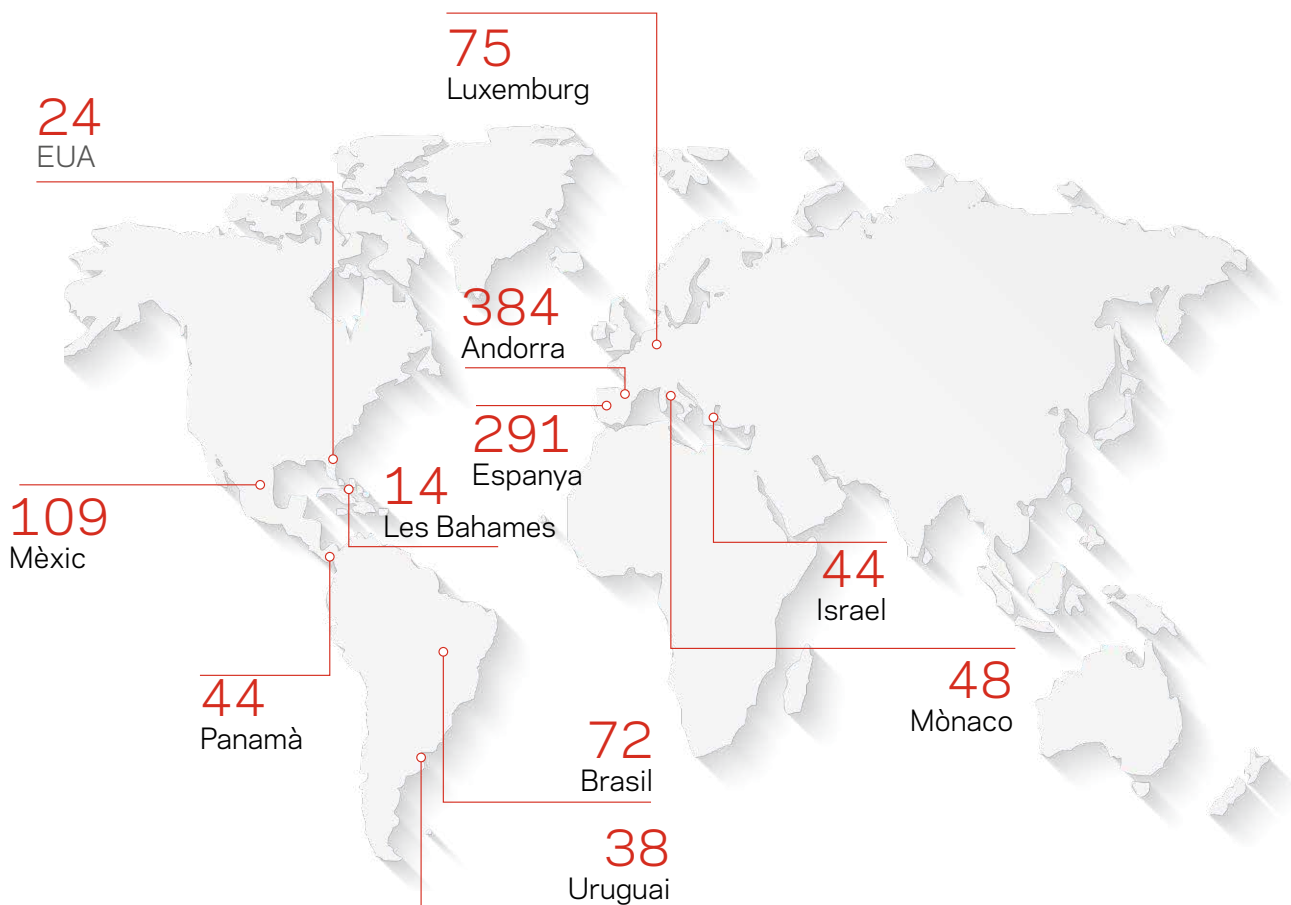 75
Luxemburg
24
EUA
384
Andorra
291
Espanya
14
Les Bahames
109
Mèxic
44
Israel
44
Panamà
48
Mònaco
72
Brasil
38
Uruguai